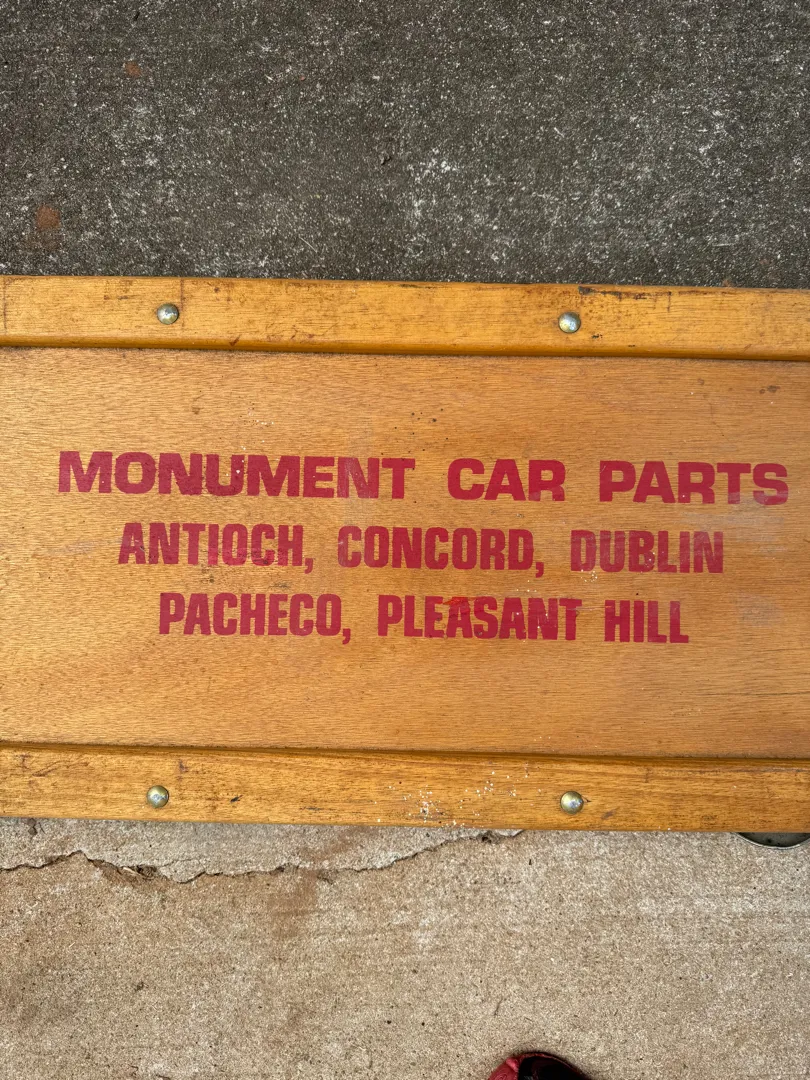 MONUMENT CAR PARTS
ANTIOCH, CONCORD, DUBLIN
PACHECO, PLEASANT HILL